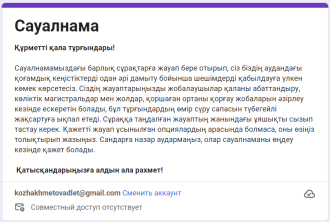 Сауалнама
Құрметті қала тұрғындары!
Сауалнамамыздағы барлық сұрақтарға жауап бере отырып, сіз біздің аудандағы
қоғамдық кеңістіктерді одан әрі дамыту бойынша шешімдерді қабылдауға үлкен
көмек көрсетесіз. Сіздің жауаптарыңызды жобалаушылар қаланы абаттандыру,
көліктік магистральдар мен жолдар, қоршаған ортаны қорғау жобаларын әзірлеу
кезінде ескеретін болады, бұл тұрғындардың өмір сүру сапасын түбегейлі
жақсартуға ықпал етеді. Сұраққа таңдалған жауаптың жанындағы ұяшықты сызып
тастау керек. Қажетті жауап ұсынылған опциялардың арасында болмаса, оны өзіңіз
толықтырып жазыңыз. Сандарға назар аудармаңыз, олар сауалнаманы өңдеу
кезінде қажет болады.
Қатысқандарыңызға алдын ала рахмет!
kozhakhmetovadlet@gmail.com Сменить аккаунт
Совместный доступ отсутствует